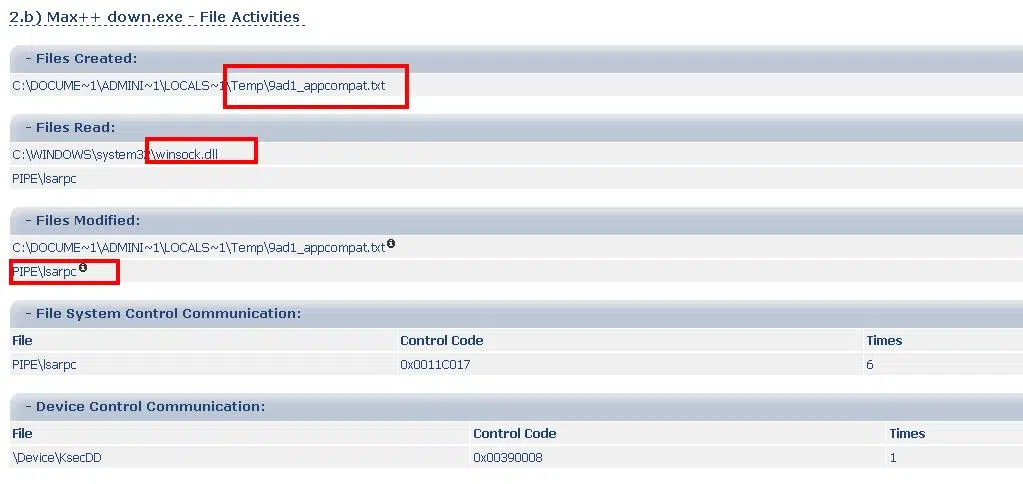 2.b) Max++ down.exe - File Activities
- Files Created:
C:\DOCUME~1\ADMINI~1\LOCALS~1\Temp\9ad1_appcompat.txt
- Files Read:
C:\WINDOWS\system32\winsock.dll
PIPE\lsarpc
- Files Modified:
C:\DOCUME~1\ADMINI~1\LOCALS~1\Temp\9ad1_appcompat.txt
PIPE\lsarpc
- File System Control Communication:
File Control Code Times
PIPE\lsarpc 0x0011C017 6
- Device Control Communication:
File Control Code Times
\Device\KsecDD 0x00390008 1